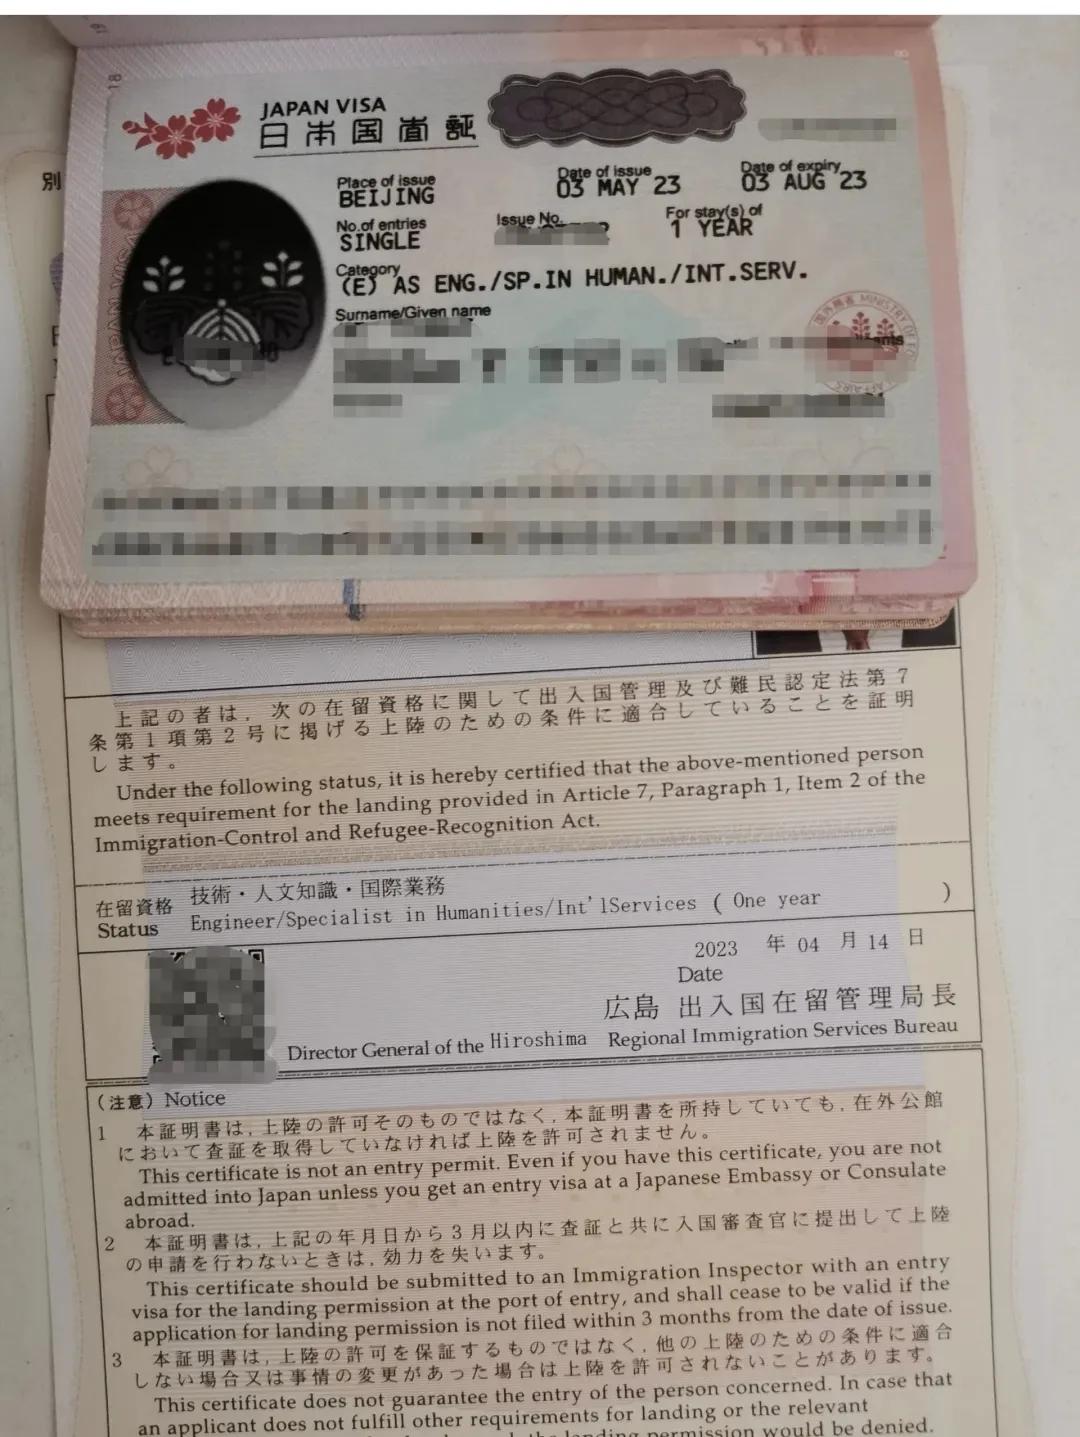 JAPAN VISA
日本国査証
Place of issue
BEIJING
Date of issue
03 MAY 23
Date of expiry
03 AUG 23
No.of entries
SINGLE
Issue No.
For stay(s) of
1 YEAR
Category
(E) AS ENG./SP.IN HUMAN./INT.SERV.
Surname/Given name
別
18
上記の者は，次の在留資格に関して出入国管理及び難民認定法第７
条第１項第２号に掲げる上陸のための条件に適合していることを証明
します。
Under the following status, it is hereby certified that the above-mentioned person
meets requirement for the landing provided in Article 7, Paragraph 1, Item 2 of the
Immigration-Control and Refugee-Recognition Act.
在留資格 技術・人文知識・国際業務
Status Engineer/Specialist in Humanities/Int'lServices ( One year )
2023 年 04 月 14 日
Date
広島 出入国在留管理局長
Director General of the Hiroshima Regional Immigration Services Bureau
（注意）Notice
1 本証明書は，上陸の許可そのものではなく，本証明書を所持していても，在外公館
において査証を取得していなければ上陸を許可されません。
This certificate is not an entry permit. Even if you have this certificate, you are not
admitted into Japan unless you get an entry visa at a Japanese Embassy or Consulate
abroad.
2 本証明書は，上記の年月日から３月以内に査証と共に入国審査官に提出して上陸
の申請を行わないときは，効力を失います。
This certificate should be submitted to an Immigration Inspector with an entry
visa for the landing permission at the port of entry, and shall cease to be valid if the
application for landing permission is not filed within 3 months from the date of issue.
3 本証明書は，上陸の許可を保証するものではなく，他の上陸のための条件に適合
しない場合又は事情の変更があった場合は上陸を許可されないことがあります。
This certificate does not guarantee the entry of the person concerned. In case that
an applicant does not fulfill other requirements for landing or the relevant
the landing permission would be denied.